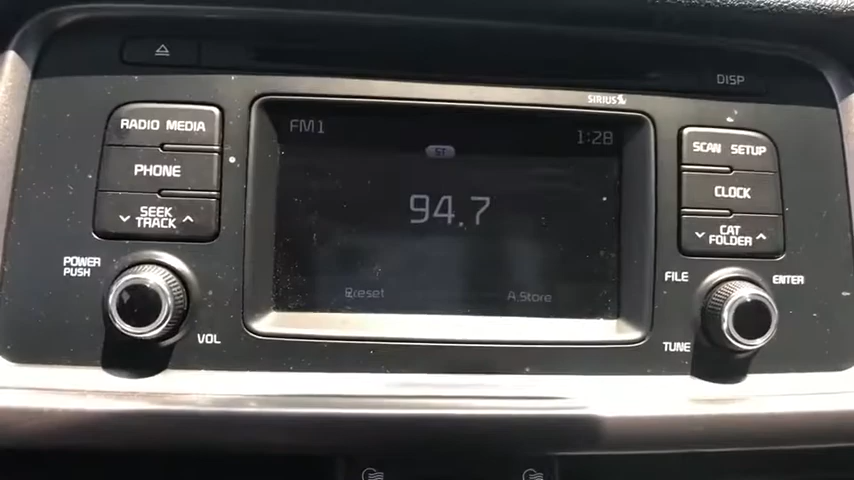 DISP
SIRIUS
RADIO MEDIA
FM1
1:28
SCAN SETUP
ST
PHONE
CLOCK
94.7
SEEK
TRACK
CAT
FOLDER
POWER
PUSH
FILE
ENTER
Preset
A.Store
VOL
TUNE